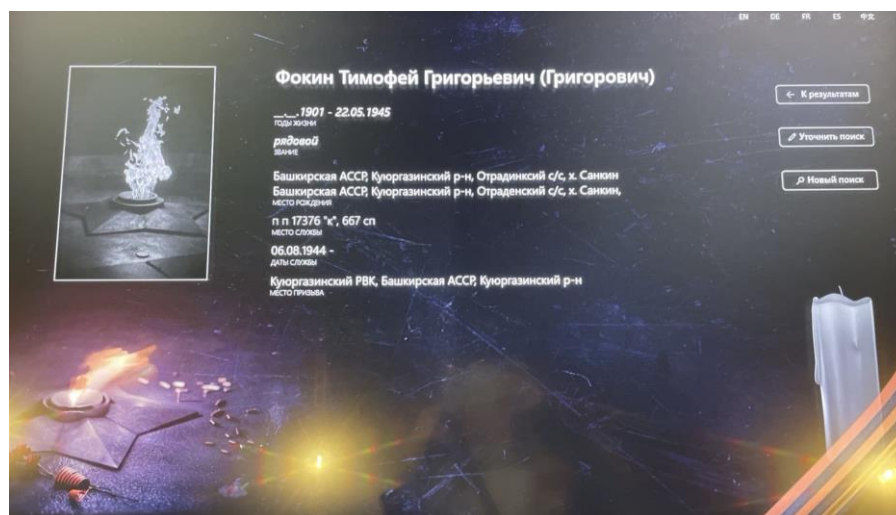 EN DE FR ES 中文
Фокин Тимофей Григорьевич (Григорович)
__.__.1901 - 22.05.1945
ГОДЫ ЖИЗНИ
рядовой
ЗВАНИЕ
Башкирская АССР, Куюргазинский р-н, Отрадинксий с/с, х. Санкин
Башкирская АССР, Куюргазинский р-н, Отраденский с/с, х. Санкин,
МЕСТО РОЖДЕНИЯ
п п 17376 "к", 667 сп
МЕСТО СЛУЖБЫ
06.08.1944 -
ДАТЫ СЛУЖБЫ
Куюргазинский РВК, Башкирская АССР, Куюргазинский р-н
МЕСТО ПРИЗЫВА
← К результатам
Уточнить поиск
Новый поиск